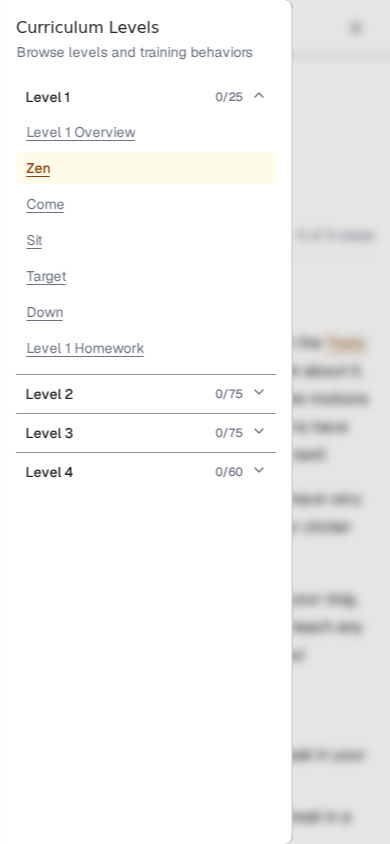 Curriculum Levels
Browse levels and training behaviors
Level 1 0/25
Level 1 Overview
Zen
Come
Sit
Target
Down
Level 1 Homework
Level 2 0/75
Level 3 0/75
Level 4 0/60